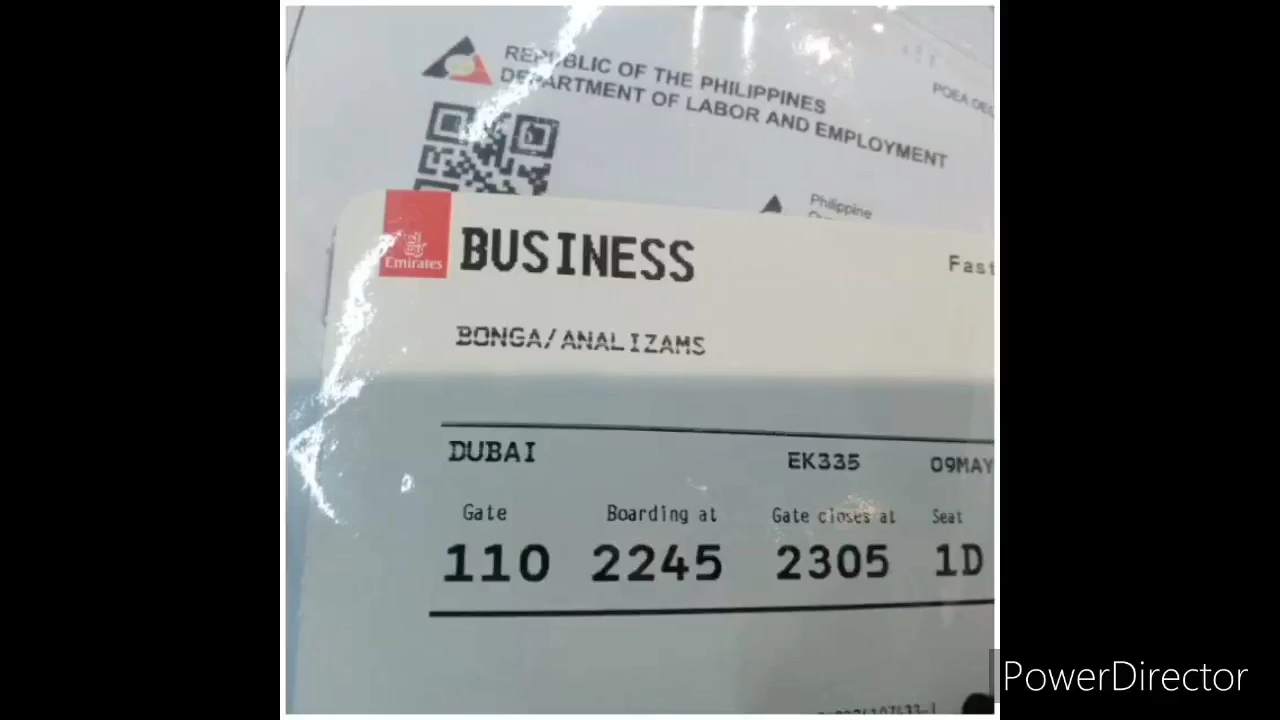 REPUBLIC OF THE PHILIPPINES
DEPARTMENT OF LABOR AND EMPLOYMENT
POEA
Philippine
Emirates
BUSINESS
Fast
BONGA/ANALIZAMS
DUBAI EK335 09MAY
Gate Boarding at Gate closes at Seat
110 2245 2305 1D
PowerDirector